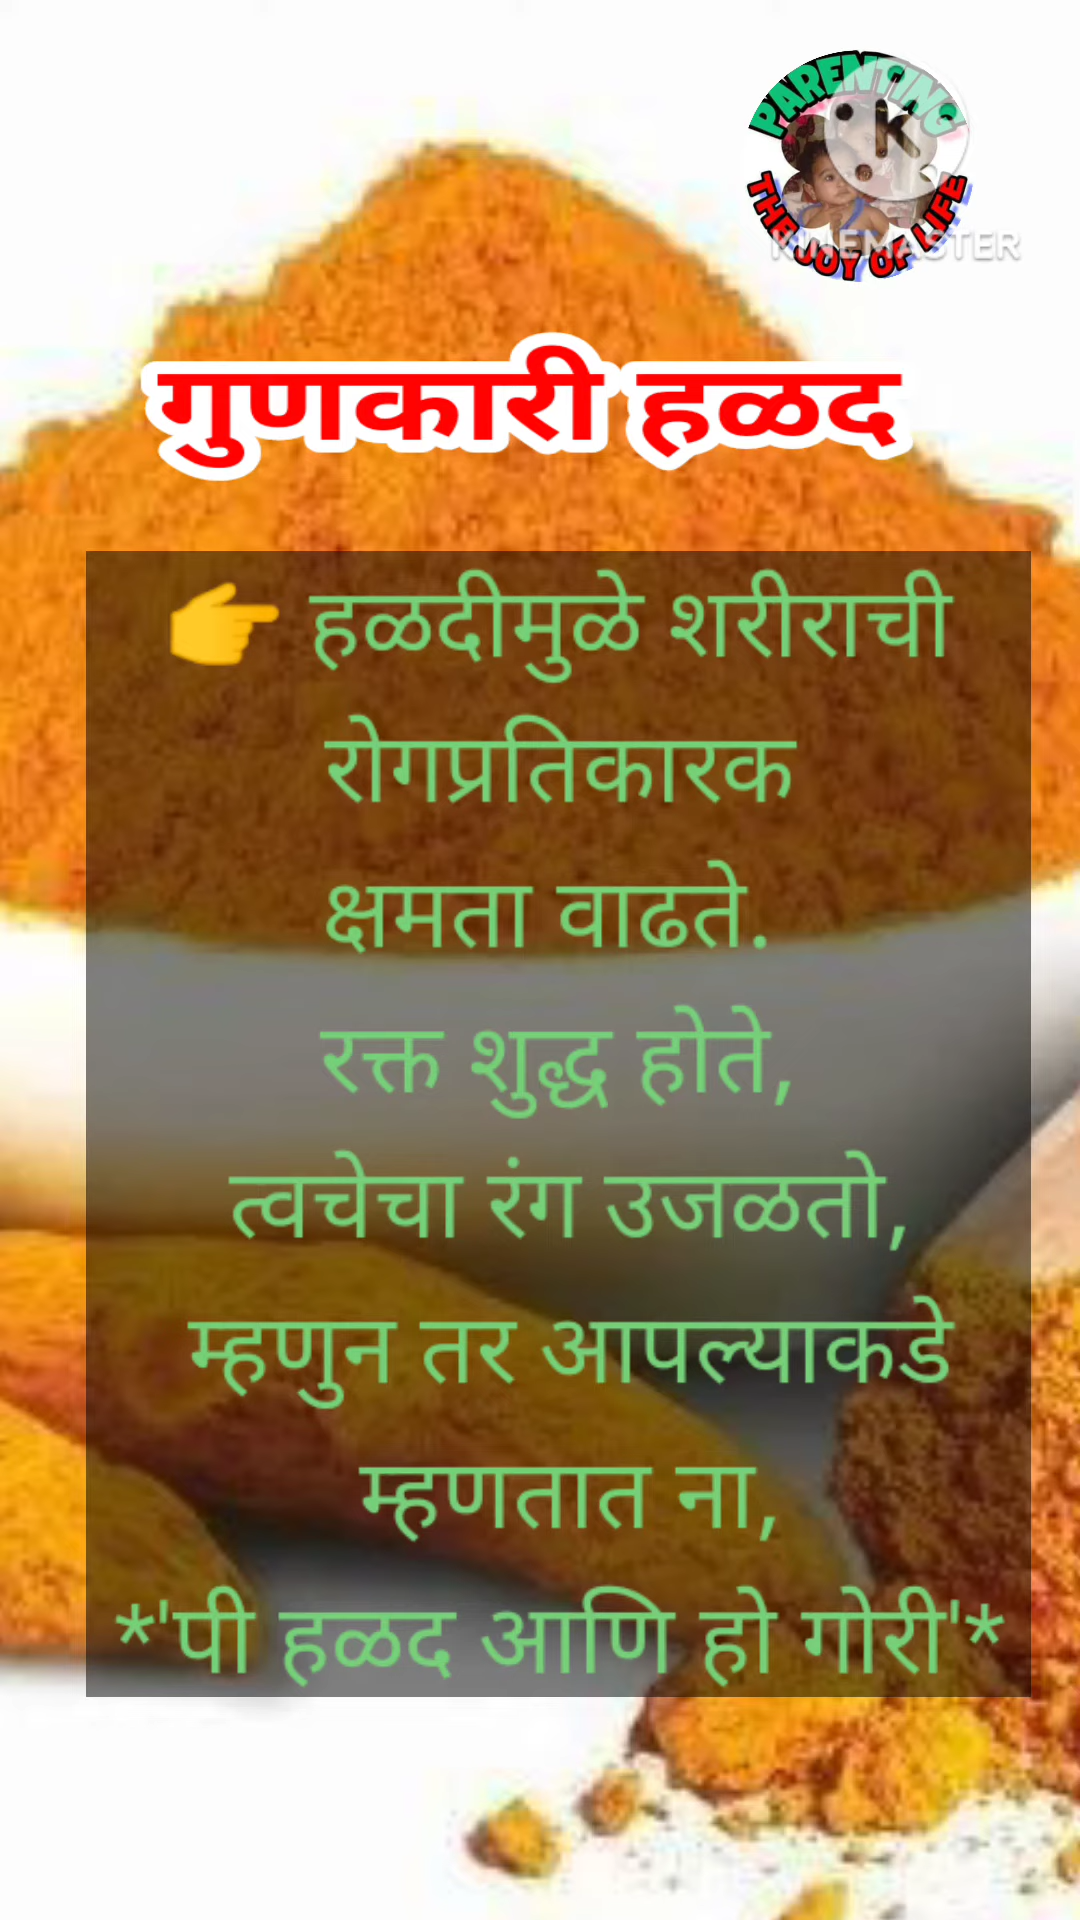 PARENTING
THE JOY OF LIFE
KINEMASTER
गुणकारी हळद
👉 हळदीमुळे शरीराची
रोगप्रतिकारक
क्षमता वाढते.
रक्त शुद्ध होते,
त्वचेचा रंग उजळतो,
म्हणुन तर आपल्याकडे
म्हणतात ना,
*'पी हळद आणि हो गोरी'*